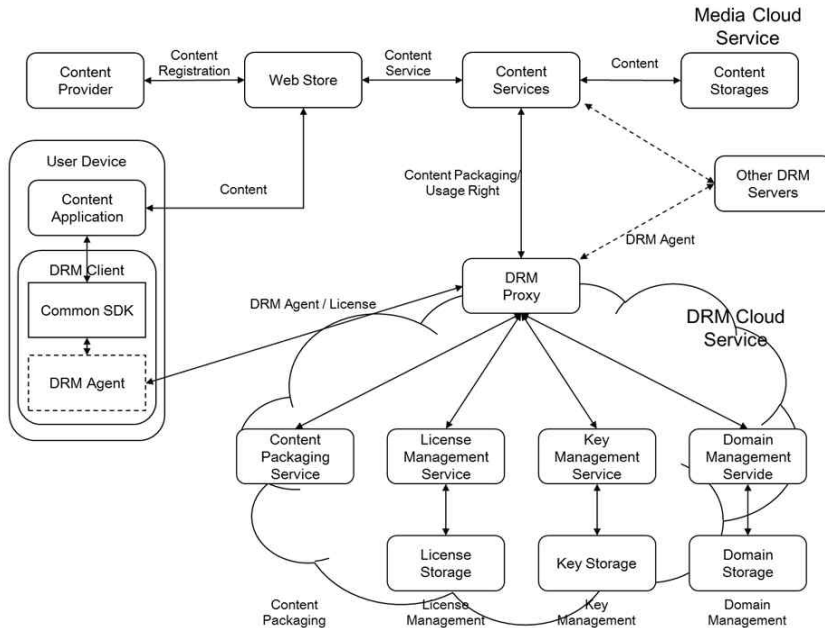 Media Cloud
Service
Content
Provider
Content
Registration
Web Store
Content
Service
Content
Services
Content
Content
Storages
User Device
Content
Application
Content
Content Packaging/
Usage Right
Other DRM
Servers
DRM Agent
DRM Client
Common SDK
DRM Agent
DRM Agent / License
DRM
Proxy
DRM Cloud
Service
Content
Packaging
Service
License
Management
Service
Key
Management
Service
Domain
Management
Servide
License
Storage
Key Storage
Domain
Storage
Content
Packaging
License
Management
Key
Management
Domain
Management